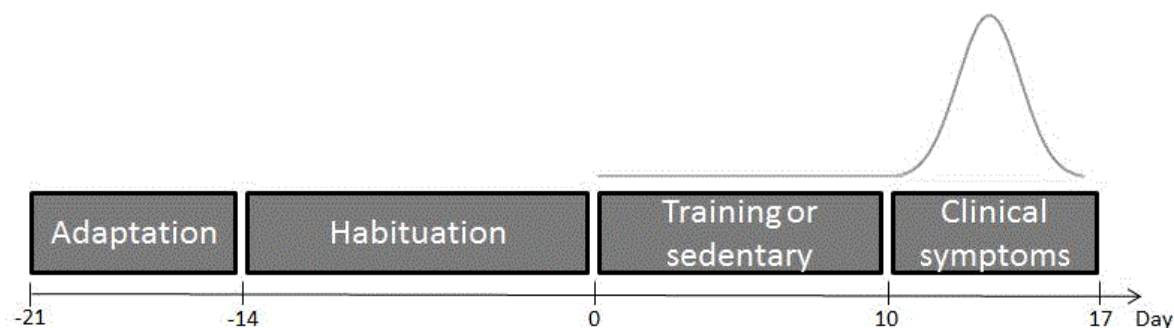 Adaptation
Habituation
Training or
sedentary
Clinical
symptoms
-21
-14
0
10
17
Day